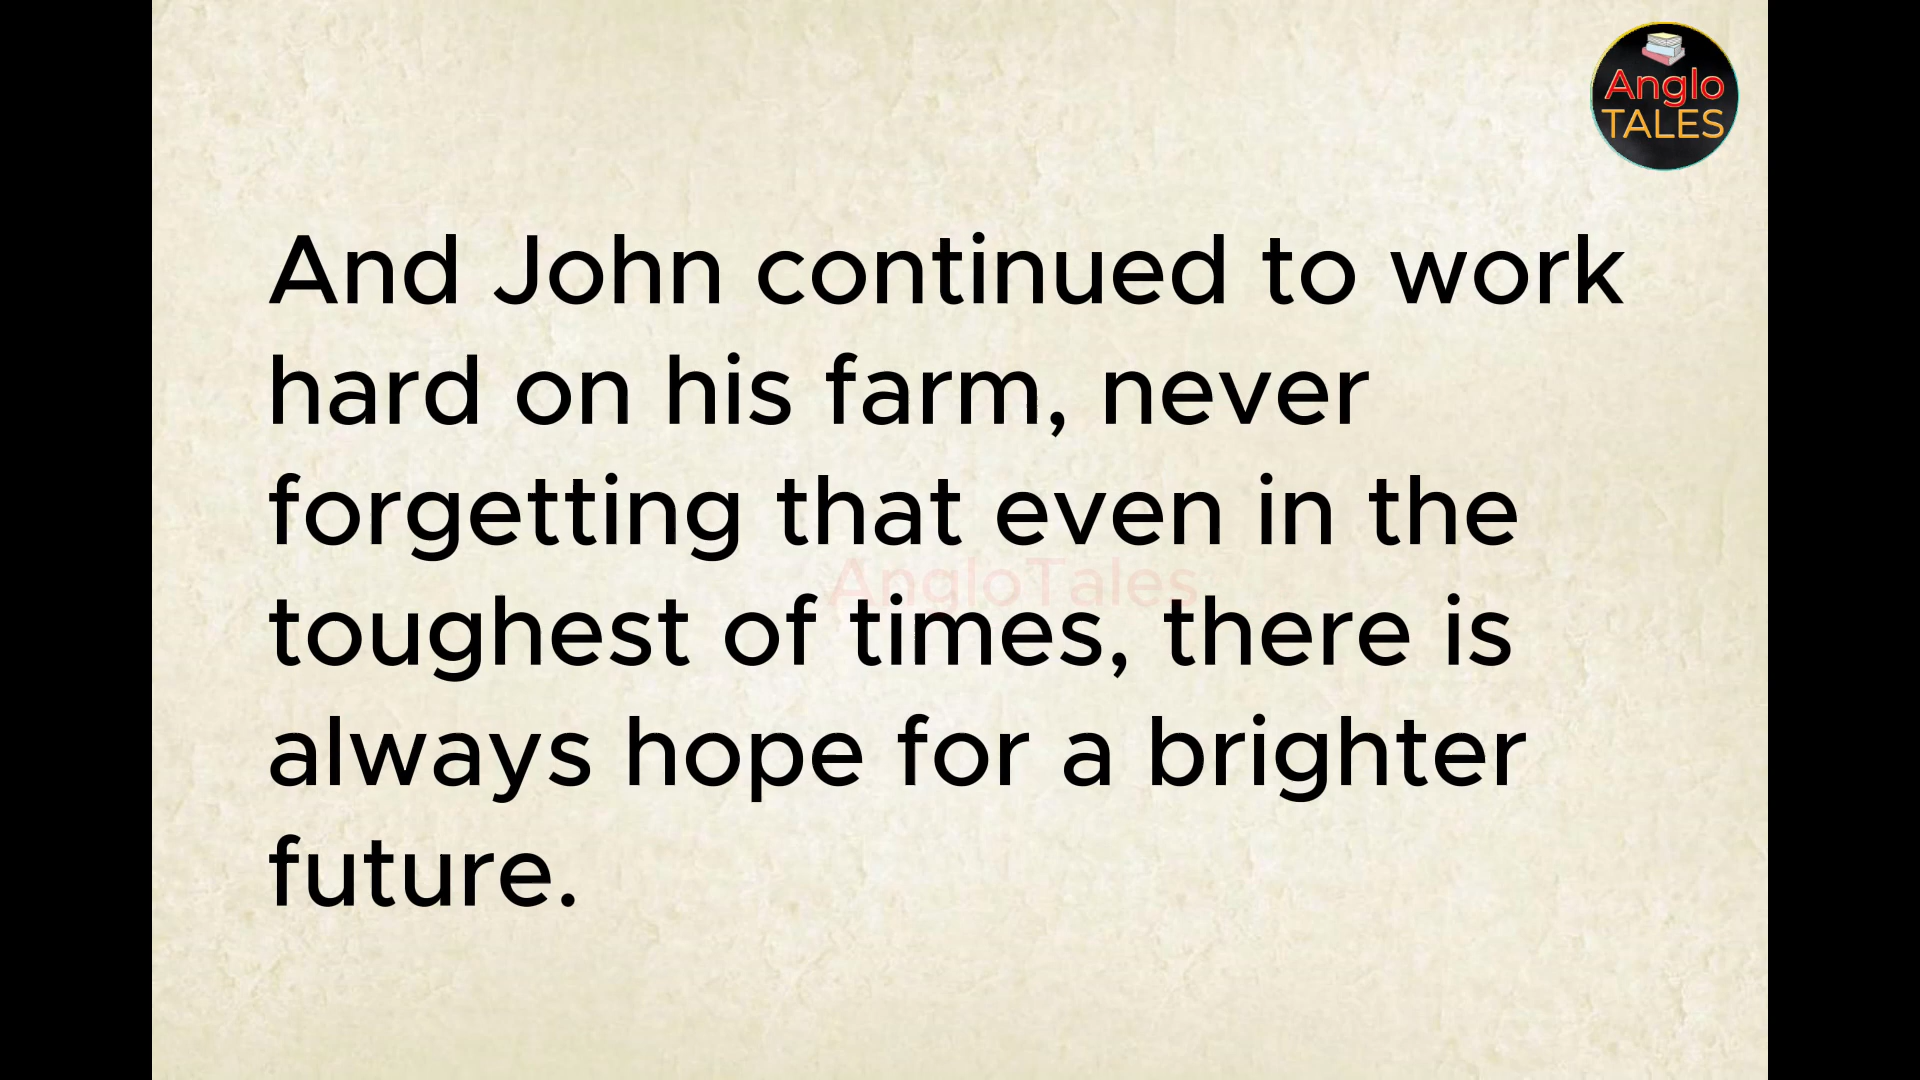 Anglo
TALES
And John continued to work
hard on his farm, never
forgetting that even in the
AngloTales
toughest of times, there is
always hope for a brighter
future.